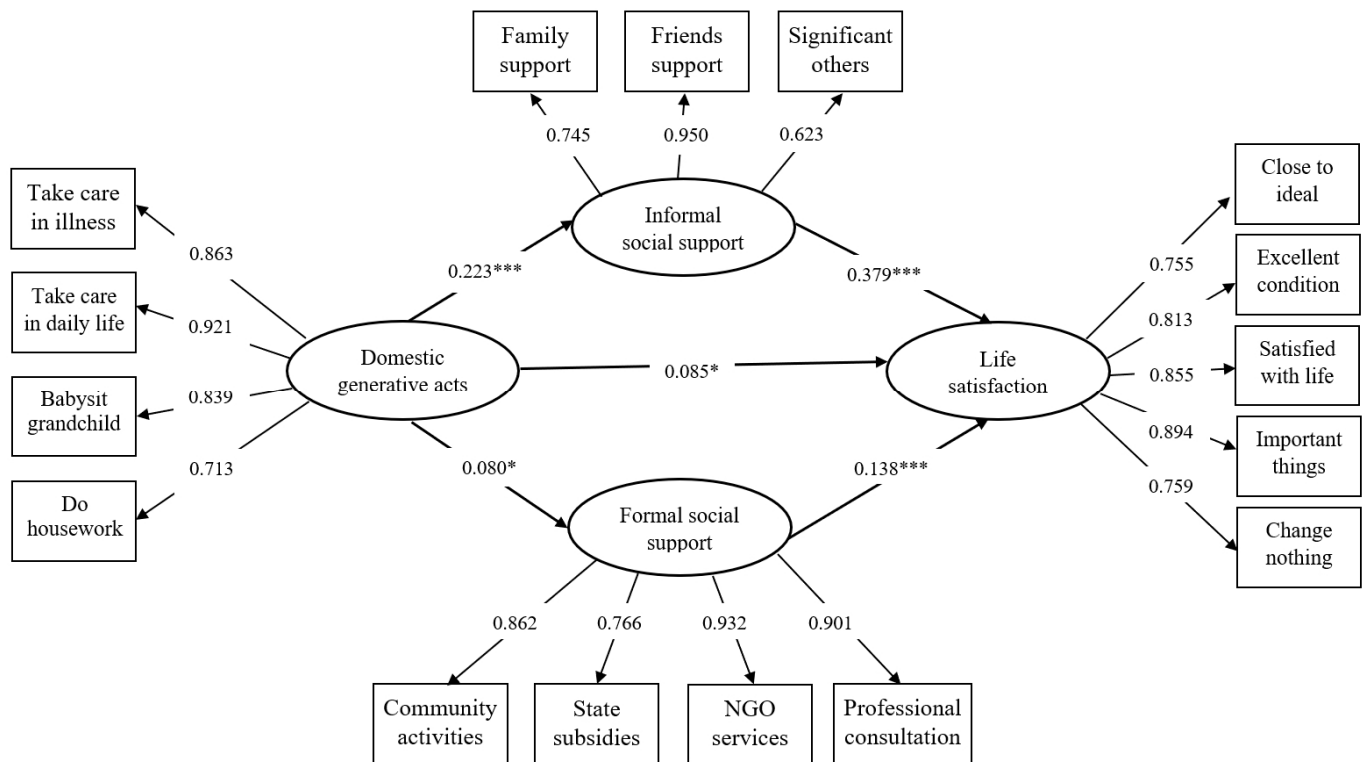 Family
support
Friends
support
Significant
others
0.745
0.950
0.623
Take care
in illness
Take care
in daily life
Babysit
grandchild
Do
housework
0.863
0.921
0.839
0.713
Informal
social support
0.223***
0.379***
Domestic
generative acts
0.085*
Life
satisfaction
0.080*
0.138***
Formal social
support
0.755
0.813
0.855
0.894
0.759
Close to
ideal
Excellent
condition
Satisfied
with life
Important
things
Change
nothing
0.862
0.766
0.932
0.901
Community
activities
State
subsidies
NGO
services
Professional
consultation